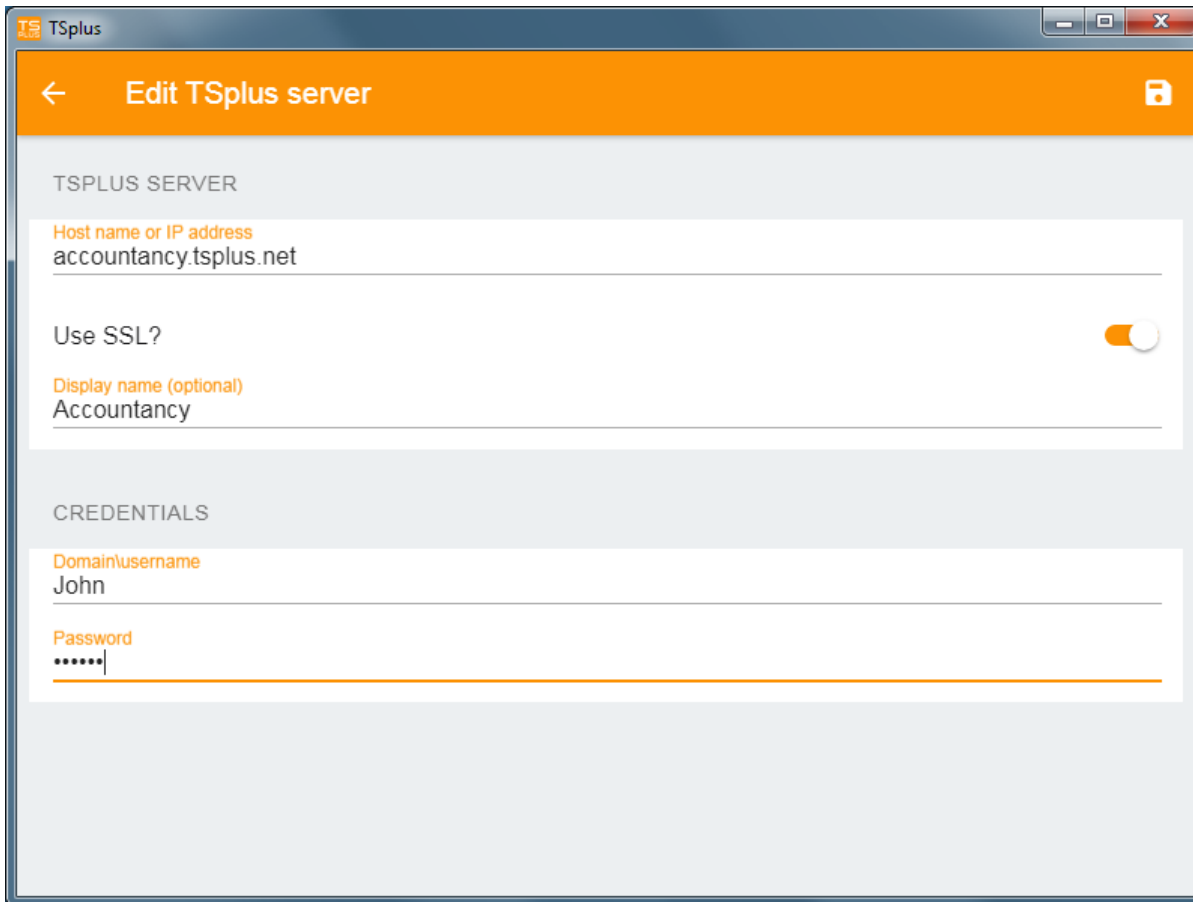 TS
PLUS
TSplus
Edit TSplus server
TSPLUS SERVER
Host name or IP address
accountancy.tsplus.net
Use SSL?
Display name (optional)
Accountancy
CREDENTIALS
Domain\username
John
Password
••••••